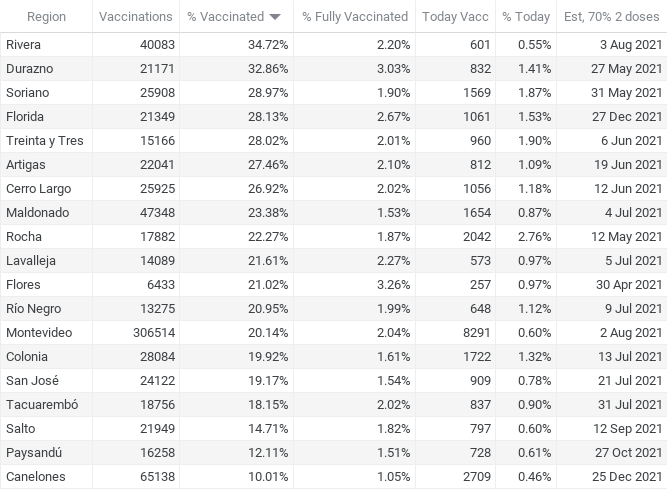 Region Vaccinations % Vaccinated % Fully Vaccinated Today Vacc % Today Est, 70% 2 doses
Rivera 40083 34.72% 2.20% 601 0.55% 3 Aug 2021
Durazno 21171 32.86% 3.03% 832 1.41% 27 May 2021
Soriano 25908 28.97% 1.90% 1569 1.87% 31 May 2021
Florida 21349 28.13% 2.67% 1061 1.53% 27 Dec 2021
Treinta y Tres 15166 28.02% 2.01% 960 1.90% 6 Jun 2021
Artigas 22041 27.46% 2.10% 812 1.09% 19 Jun 2021
Cerro Largo 25925 26.92% 2.02% 1056 1.18% 12 Jun 2021
Maldonado 47348 23.38% 1.53% 1654 0.87% 4 Jul 2021
Rocha 17882 22.27% 1.87% 2042 2.76% 12 May 2021
Lavalleja 14089 21.61% 2.27% 573 0.97% 5 Jul 2021
Flores 6433 21.02% 3.26% 257 0.97% 30 Apr 2021
Río Negro 13275 20.95% 1.99% 648 1.12% 9 Jul 2021
Montevideo 306514 20.14% 2.04% 8291 0.60% 2 Aug 2021
Colonia 28084 19.92% 1.61% 1722 1.32% 13 Jul 2021
San José 24122 19.17% 1.54% 909 0.78% 21 Jul 2021
Tacuarembó 18756 18.15% 2.02% 837 0.90% 31 Jul 2021
Salto 21949 14.71% 1.82% 797 0.60% 12 Sep 2021
Paysandú 16258 12.11% 1.51% 728 0.61% 27 Oct 2021
Canelones 65138 10.01% 1.05% 2709 0.46% 25 Dec 2021